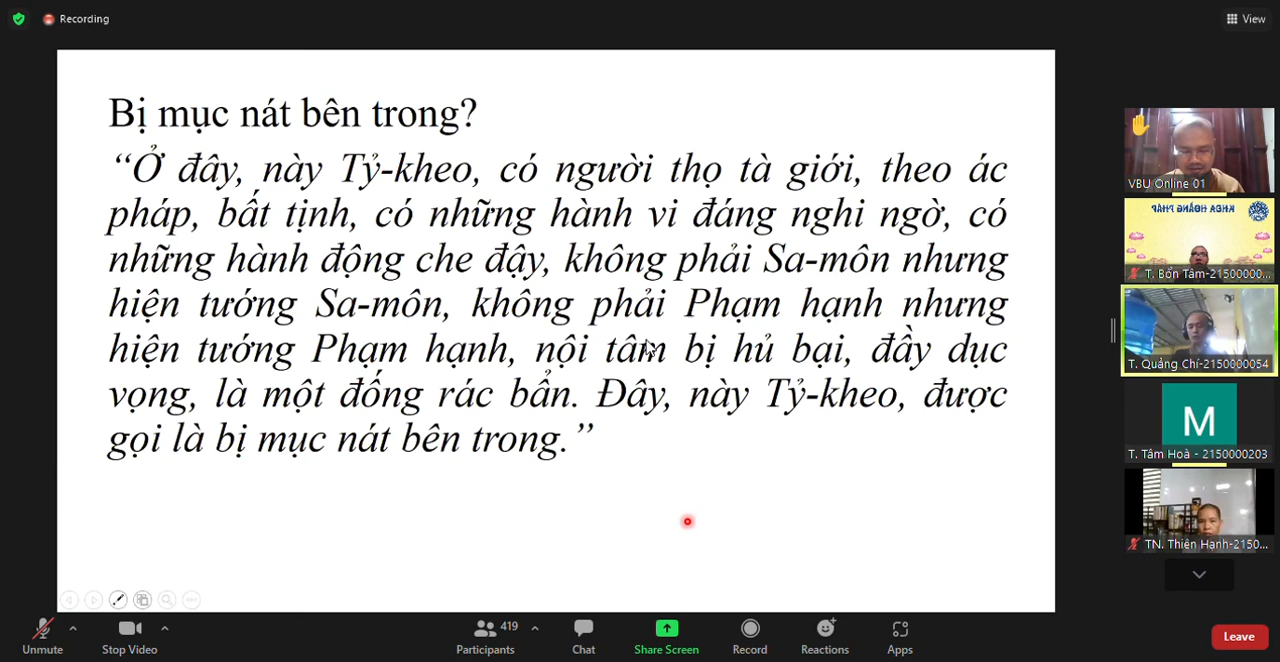 Recording
View
Bị mục nát bên trong?
“Ở đây, này Tỷ-kheo, có người thọ tà giới, theo ác
pháp, bất tịnh, có những hành vi đáng nghi ngờ, có
những hành động che đậy, không phải Sa-môn nhưng
hiện tướng Sa-môn, không phải Phạm hạnh nhưng
hiện tướng Phạm hạnh, nội tâm bị hủ bại, đầy dục
vọng, là một đống rác bẩn. Đây, này Tỷ-kheo, được
gọi là bị mục nát bên trong.”
VBU Online 01
KHOA HOẰNG PHÁP
T. Bổn Tâm-21500000...
T. Quảng Chí-2150000054
M
T. Tâm Hoà - 2150000203
TN. Thiện Hạnh-2150...
Unmute
Stop Video
419
Participants
Chat
Share Screen
Record
Reactions
Apps
Leave